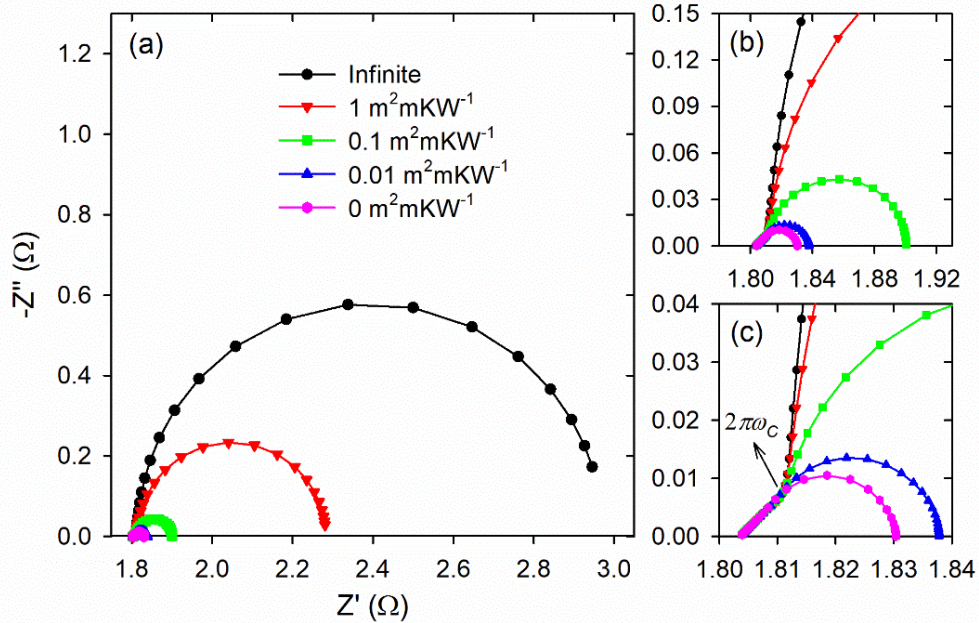 (a)
Infinite
1 m²mKW⁻¹
0.1 m²mKW⁻¹
0.01 m²mKW⁻¹
0 m²mKW⁻¹
1.2
1.0
0.8
0.6
0.4
0.2
0.0
-Z'' (Ω)
1.8 2.0 2.2 2.4 2.6 2.8 3.0
Z' (Ω)
(b)
0.15
0.12
0.09
0.06
0.03
0.00
1.80 1.84 1.88 1.92
(c)
0.04
0.03
0.02
0.01
0.00
2πω_C
1.80 1.81 1.82 1.83 1.84